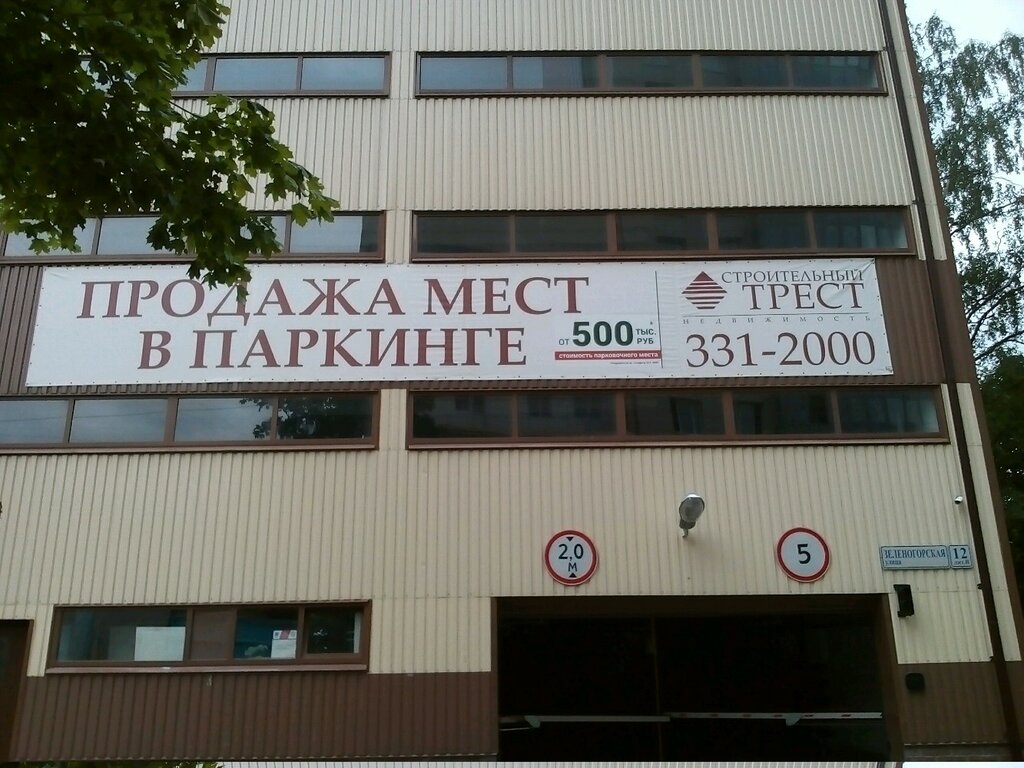 ПРОДАЖА МЕСТ
В ПАРКИНГЕ
ОТ 500 ТЫС. РУБ
стоимость парковочного места
СТРОИТЕЛЬНЫЙ
ТРЕСТ
НЕДВИЖИМОСТЬ
331-2000
2,0
М
5
ЗЕЛЕНОГОРСКАЯ
УЛИЦА
12